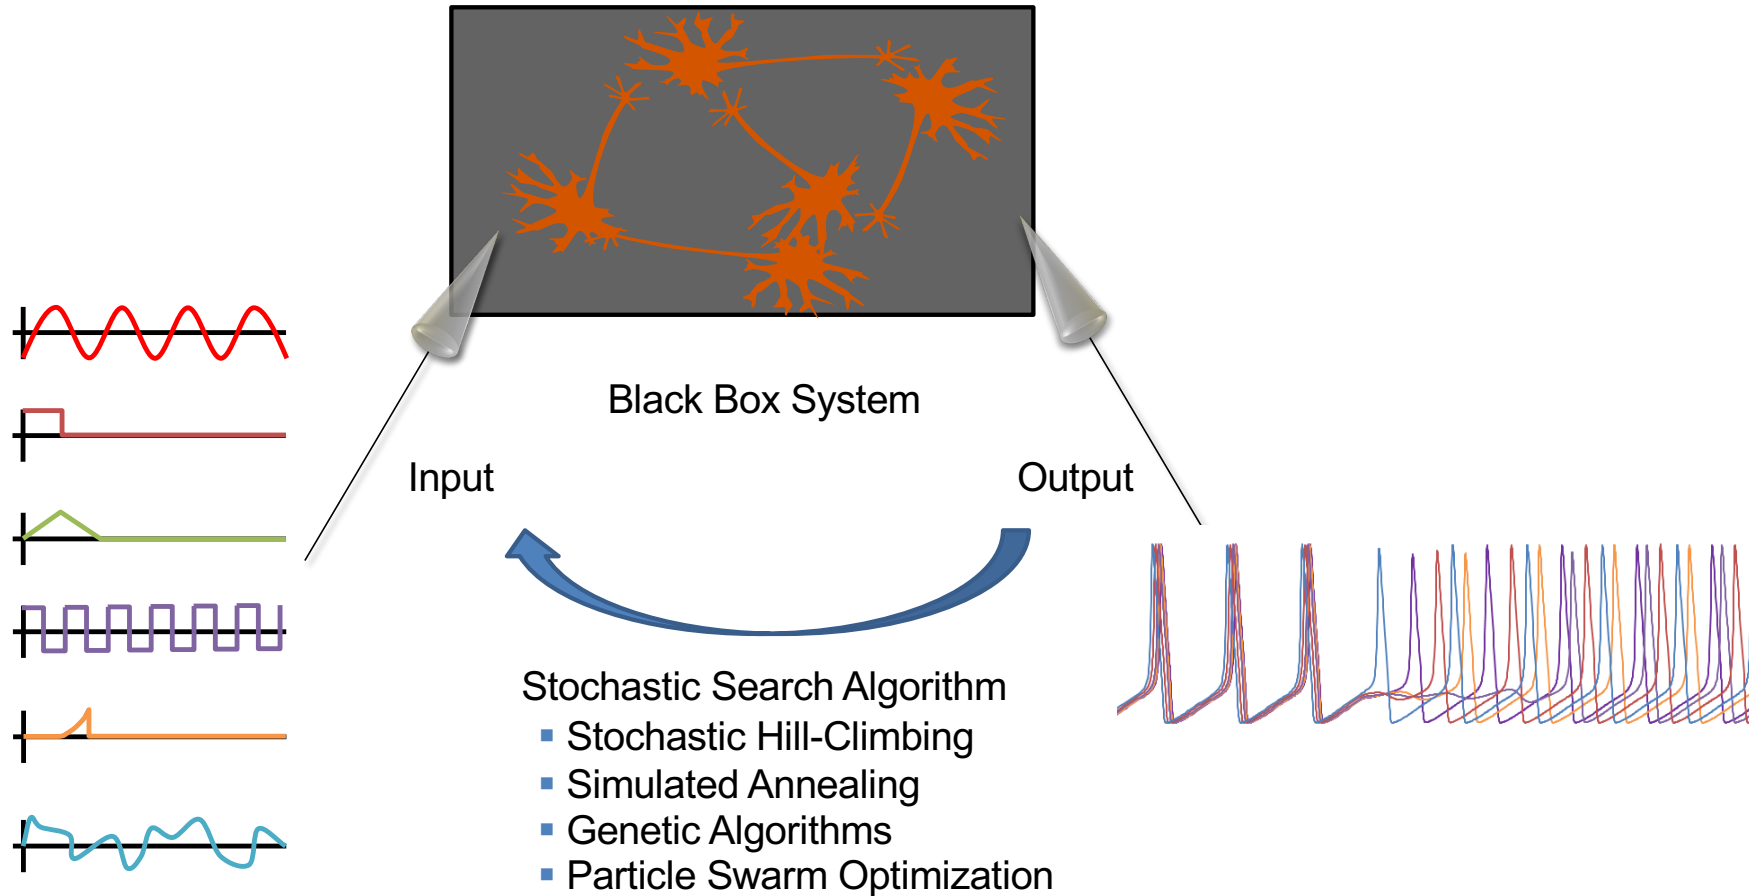 Black Box System
Input
Output
Stochastic Search Algorithm
Stochastic Hill-Climbing
Simulated Annealing
Genetic Algorithms
Particle Swarm Optimization